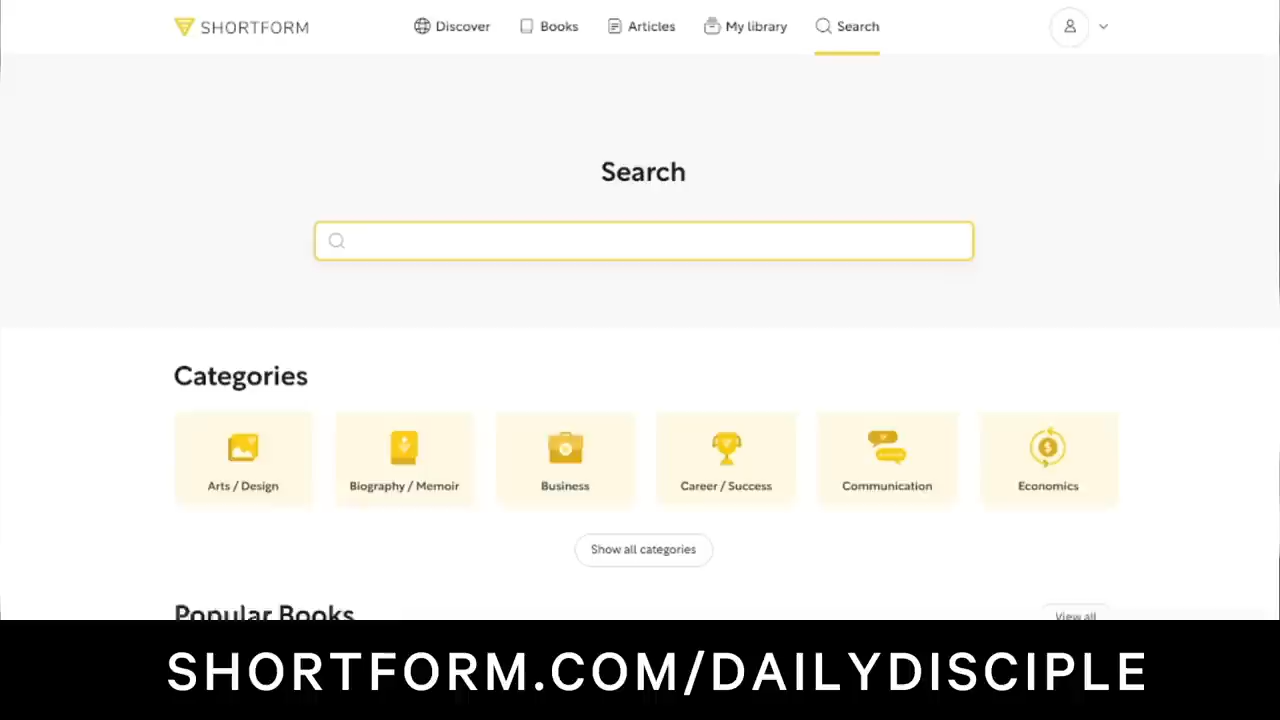 SHORTFORM Discover Books Articles My library Search
Search
Categories
Arts / Design Biography / Memoir Business Career / Success Communication Economics
Show all categories
Popular Books View all
SHORTFORM.COM/DAILYDISCIPLE